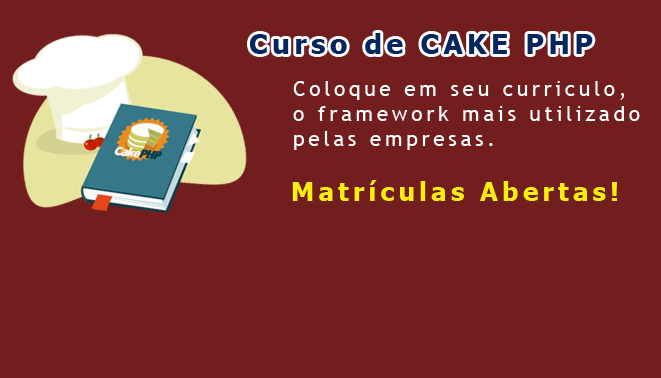 Curso de CAKE PHP
Coloque em seu curriculo,
o framework mais utilizado
pelas empresas.
Matrículas Abertas!
CakePHP